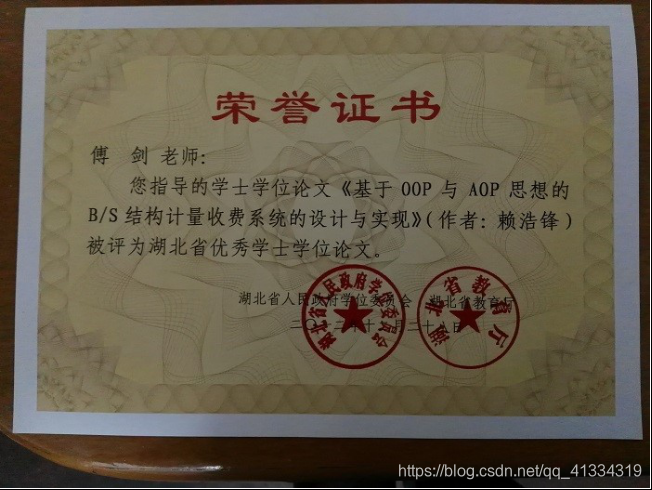 荣誉证书
傅 剑 老师:
您指导的学士学位论文《基于 OOP 与 AOP 思想的
B/S 结构计量收费系统的设计与实现》(作者: 赖浩锋)
被评为湖北省优秀学士学位论文。
湖北省人民政府学位委员会 湖北省教育厅
二〇一二年十一月二十八日
湖北省人民政府学位委员会
湖北省教育厅
https://blog.csdn.net/qq_41334319